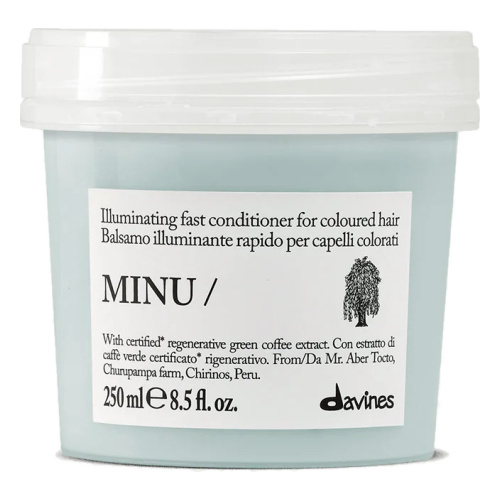 Illuminating fast conditioner for coloured hair
Balsamo illuminante rapido per capelli colorati
MINU /
With certified* regenerative green coffee extract. Con estratto di
caffè verde certificato* rigenerativo. From/Da Mr. Aber Tocto,
Churupampa farm, Chirinos, Peru.
250 ml ℮ 8.5 fl. oz.
davines